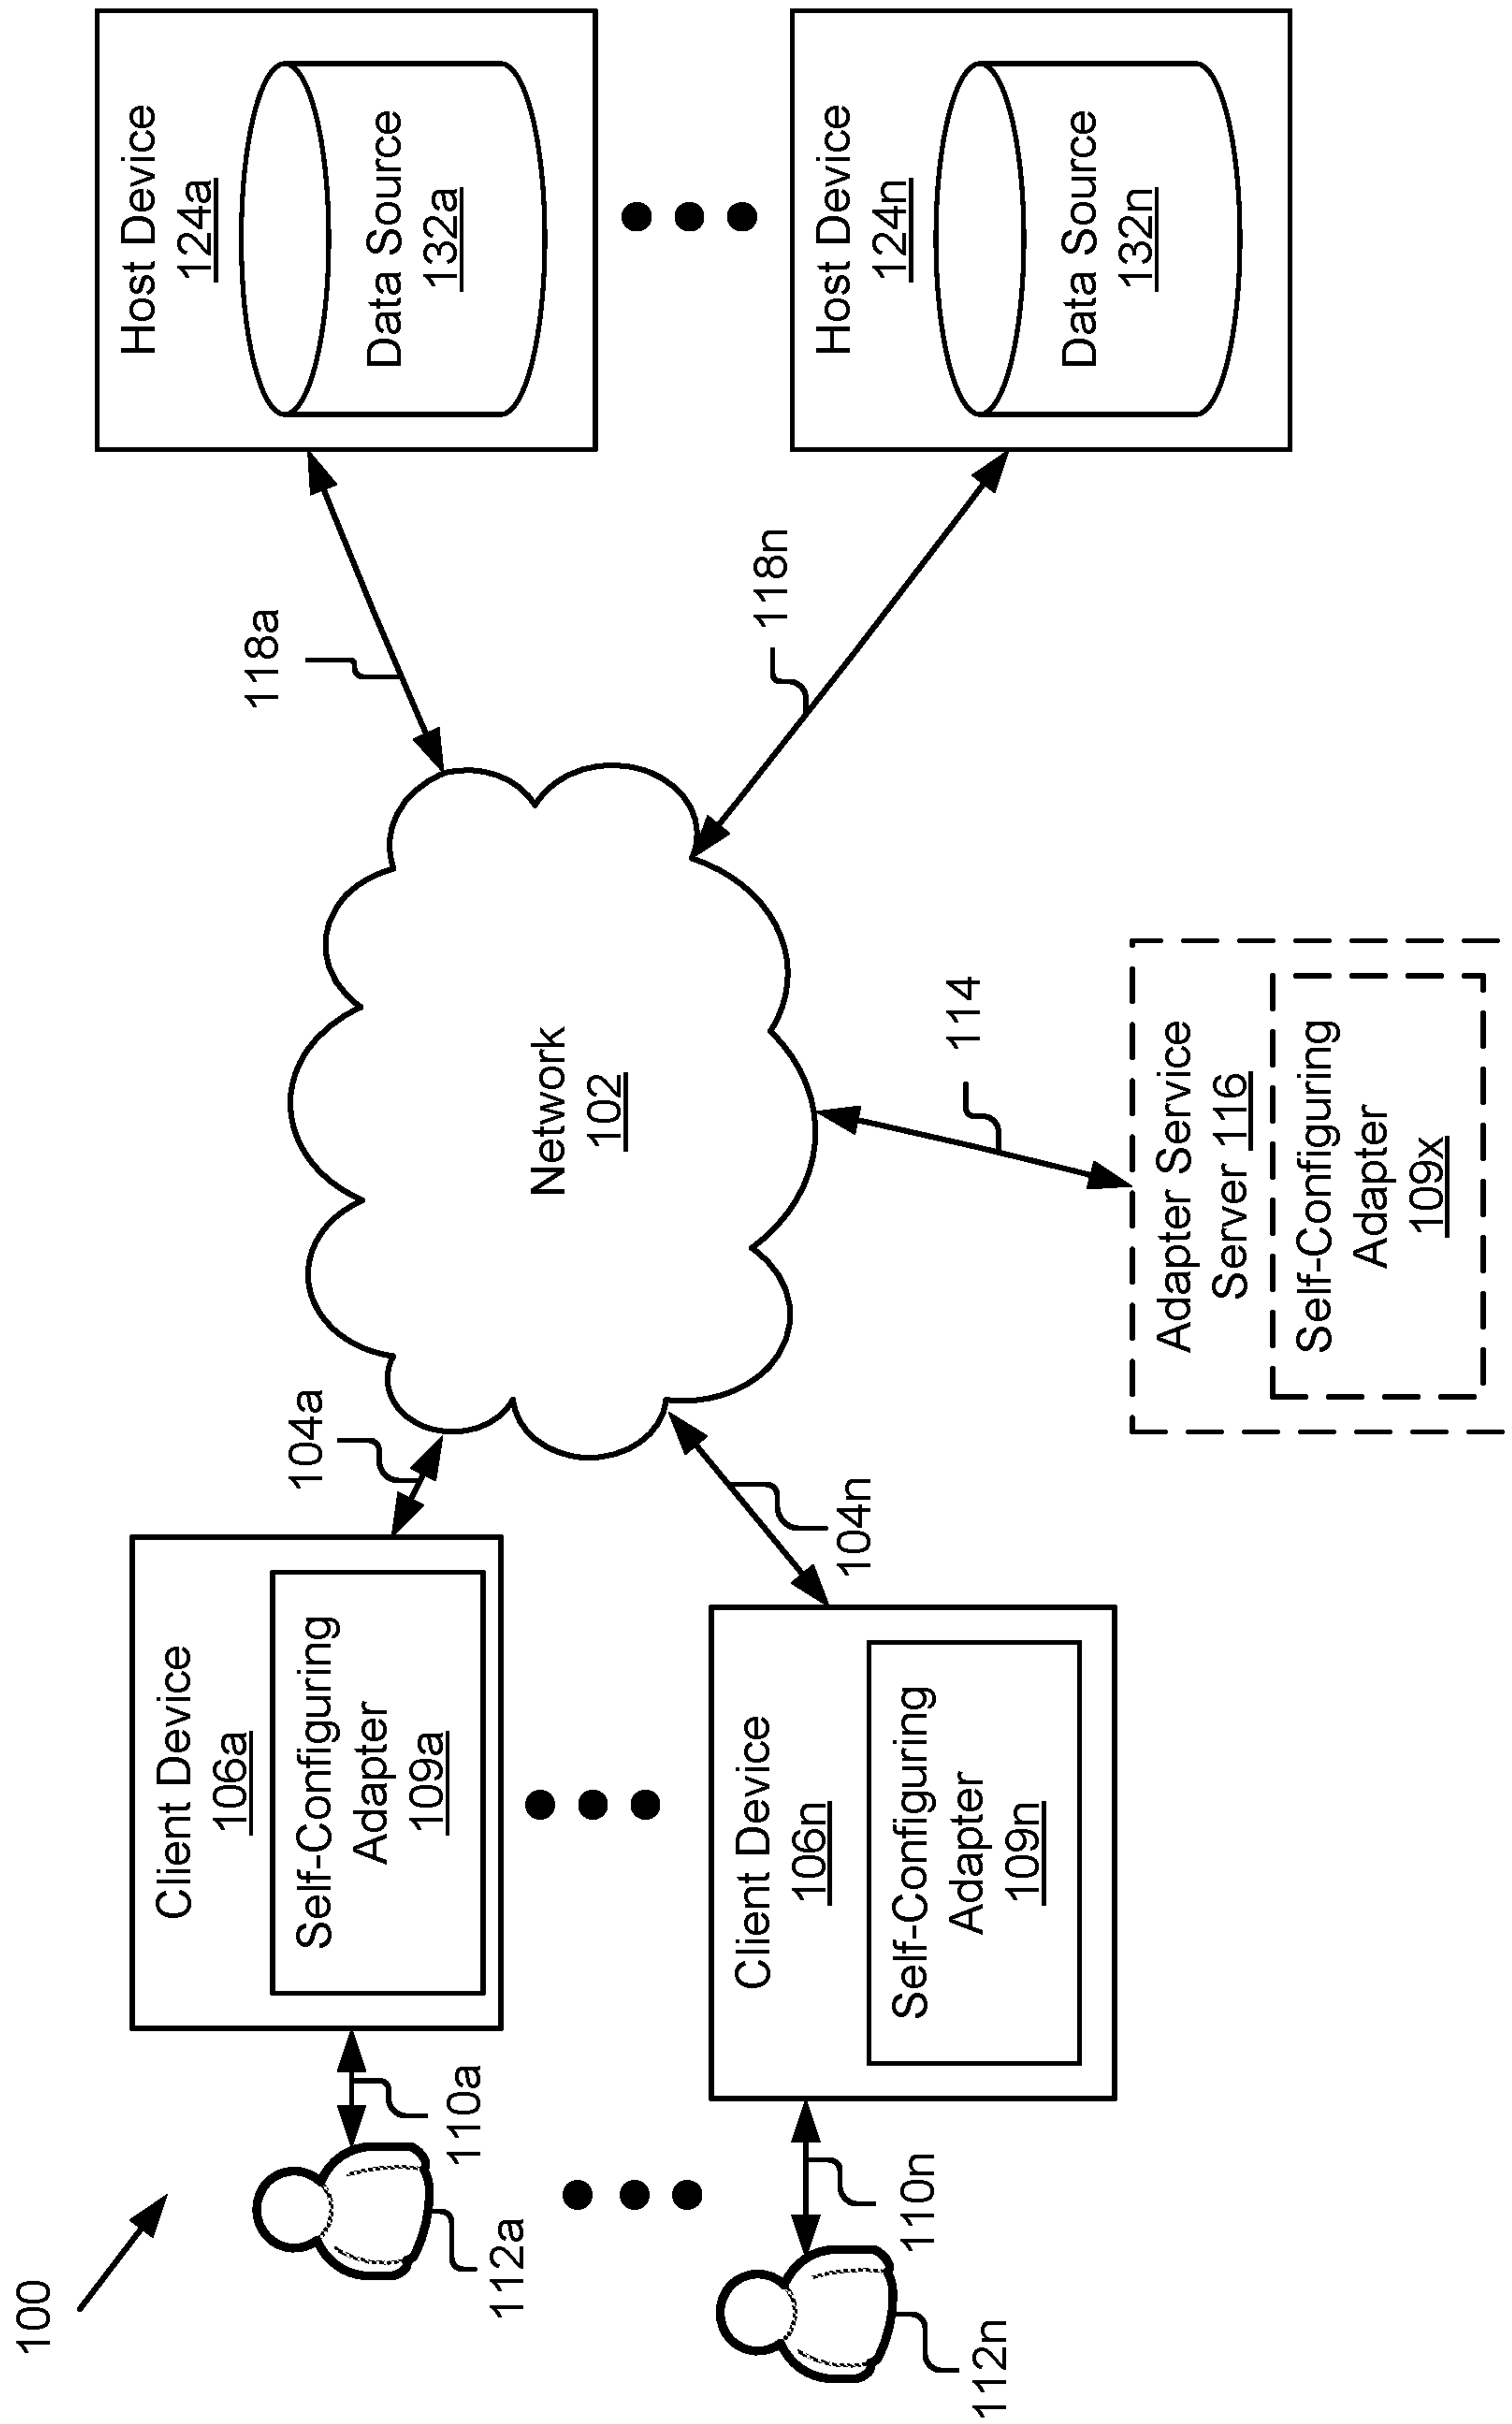 100
112a
110a
Client Device
106a
Self-Configuring
Adapter
109a
104a
112n
110n
Client Device
106n
Self-Configuring
Adapter
109n
104n
Network
102
114
Adapter Service
Server 116
Self-Configuring
Adapter
109x
118a
118n
Host Device
124a
Data Source
132a
Host Device
124n
Data Source
132n